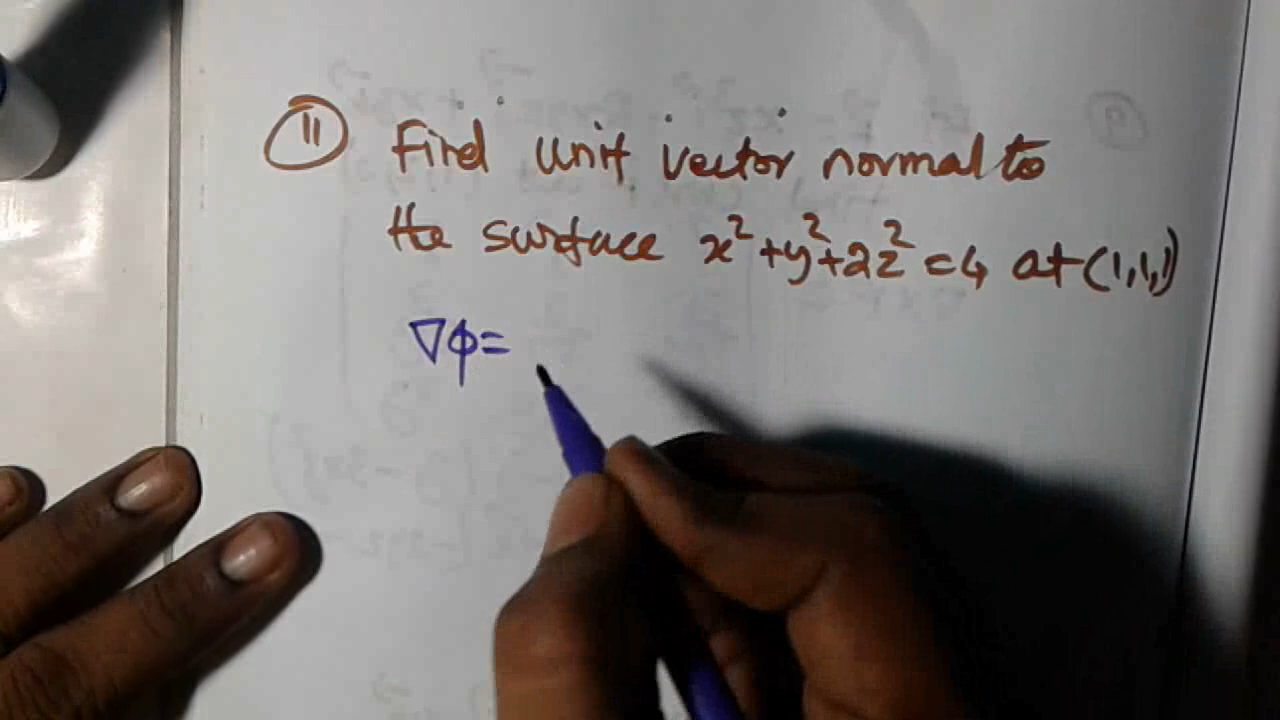 11 Find unit vector normal to
the surface x²+y²+2z²=4 at (1,1,1)
∇φ=